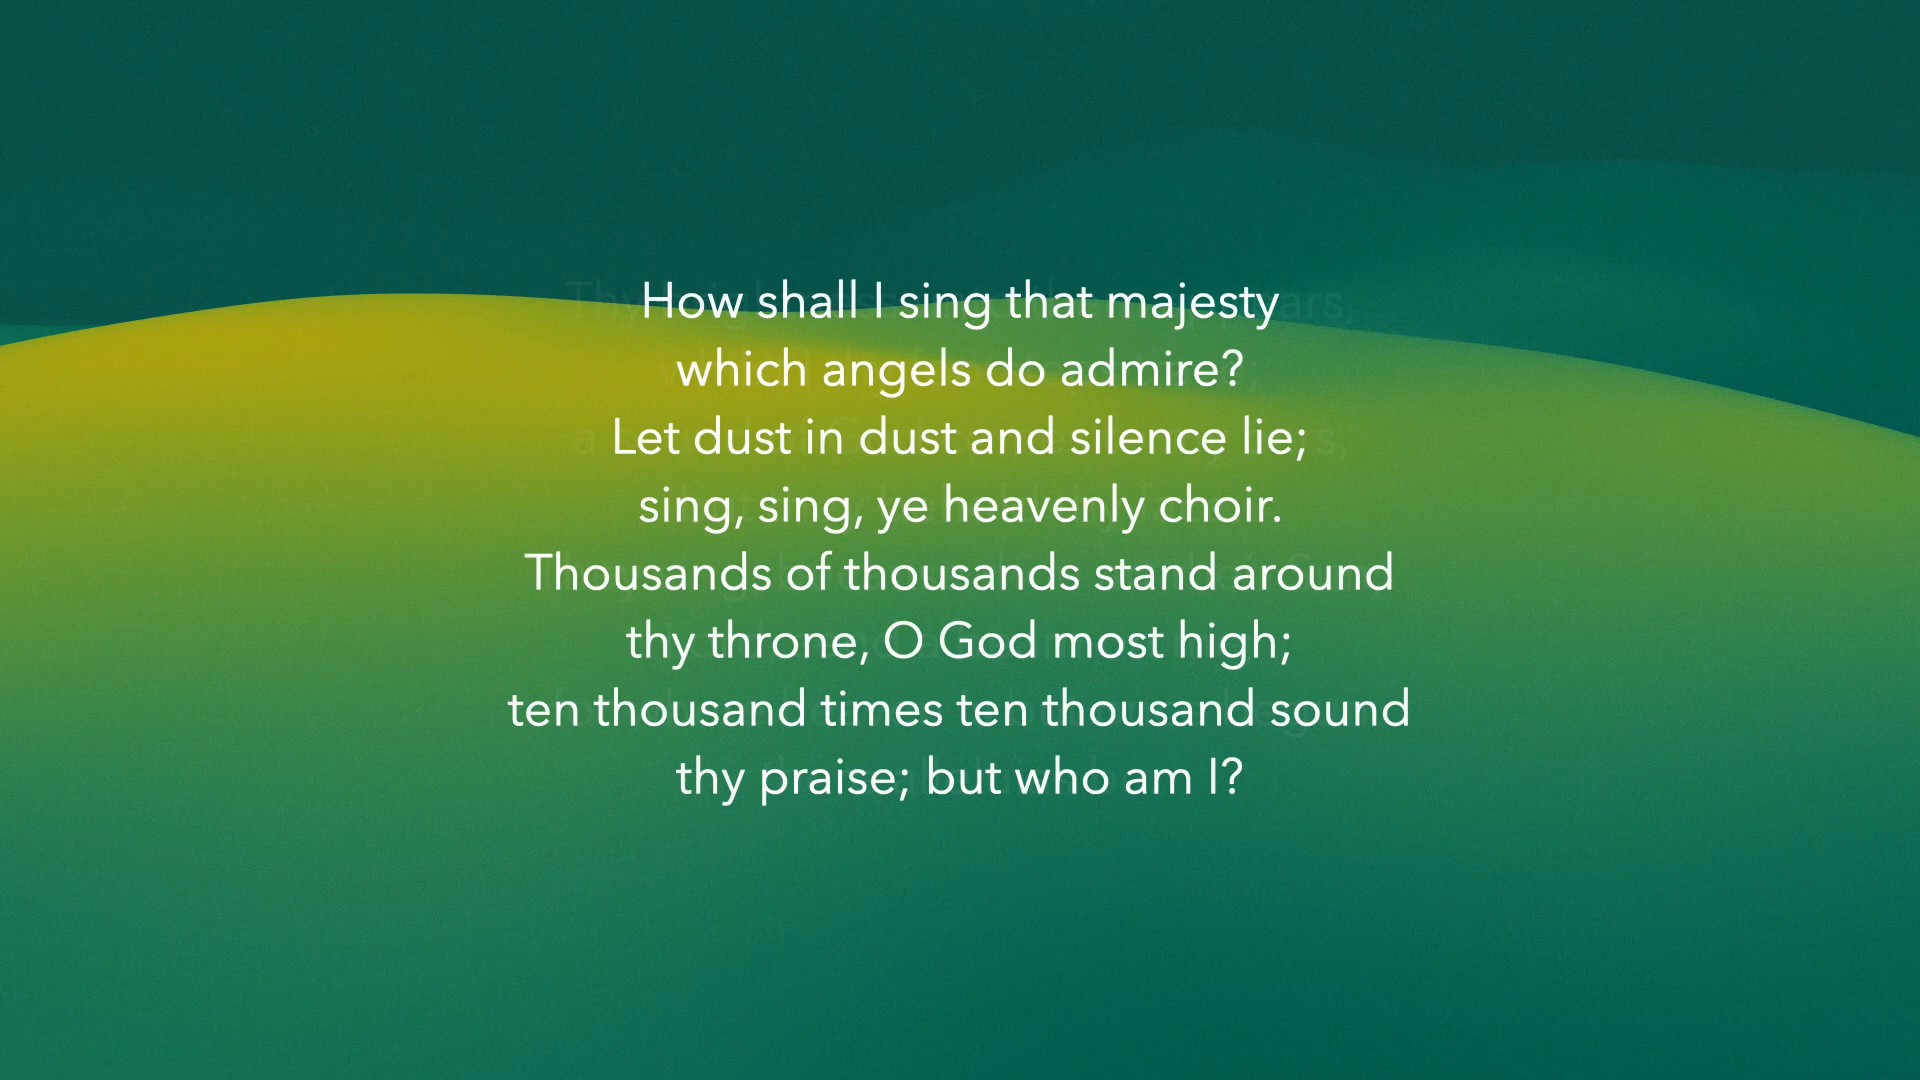 How shall I sing that majesty
which angels do admire?
Let dust in dust and silence lie;
sing, sing, ye heavenly choir.
Thousands of thousands stand around
thy throne, O God most high;
ten thousand times ten thousand sound
thy praise; but who am I?